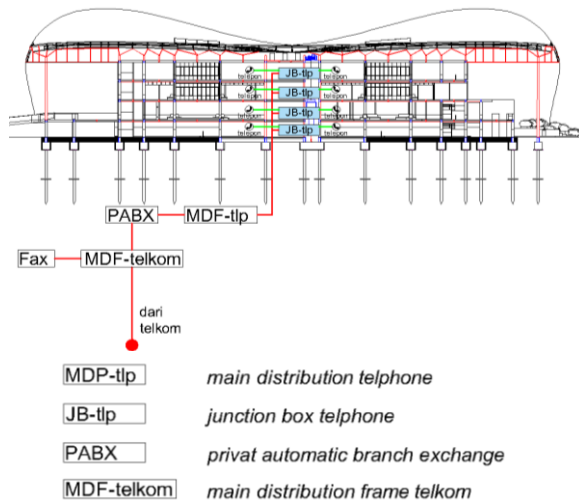 telepon JB-tlp telepon
telepon JB-tlp telepon
telepon JB-tlp telepon
telepon JB-tlp telepon
PABX MDF-tlp
Fax MDF-telkom
dari
telkom
MDP-tlp main distribution telphone
JB-tlp junction box telphone
PABX privat automatic branch exchange
MDF-telkom main distribution frame telkom